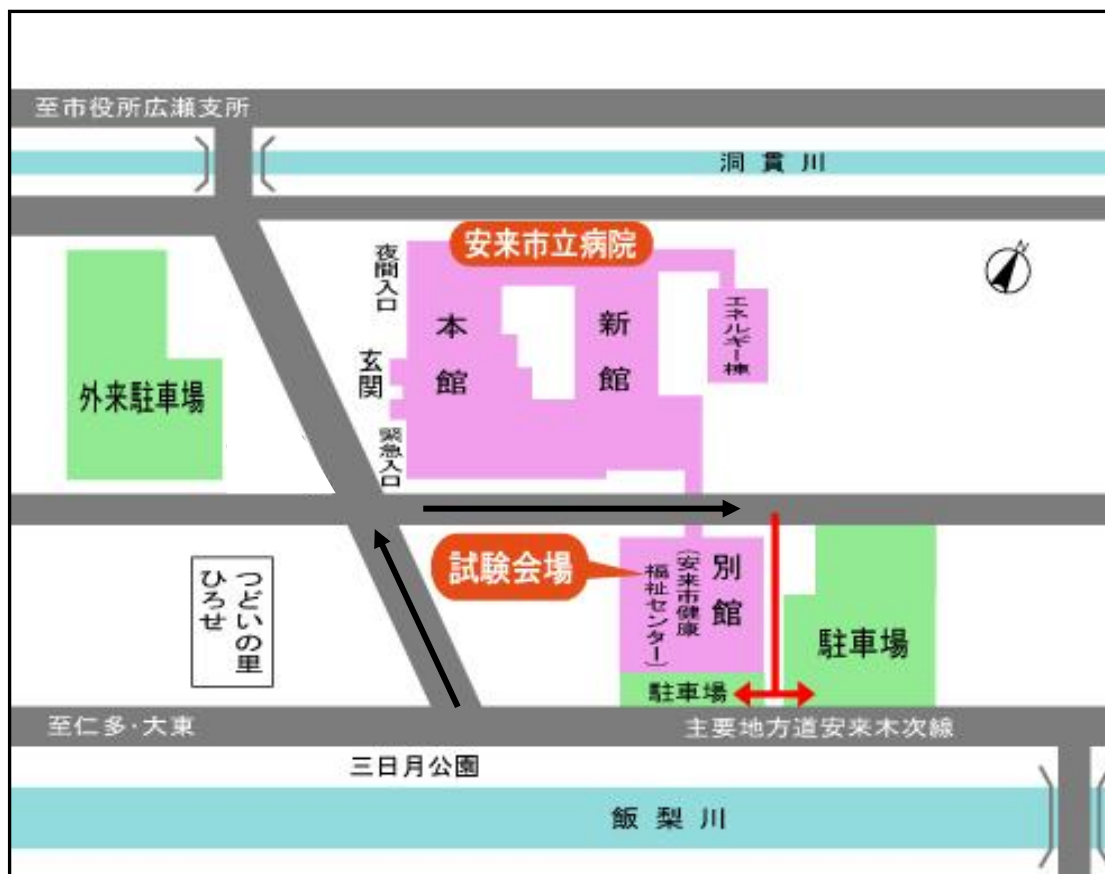 至市役所広瀬支所
洞貫川
安来市立病院
N
夜間入口
本館
新館
エネルギー棟
玄関
外来駐車場
緊急入口
試験会場
別館
(安来市健康
福祉センター)
つどいの里
ひろせ
駐車場
駐車場
至仁多・大東
主要地方道安来木次線
三日月公園
飯梨川